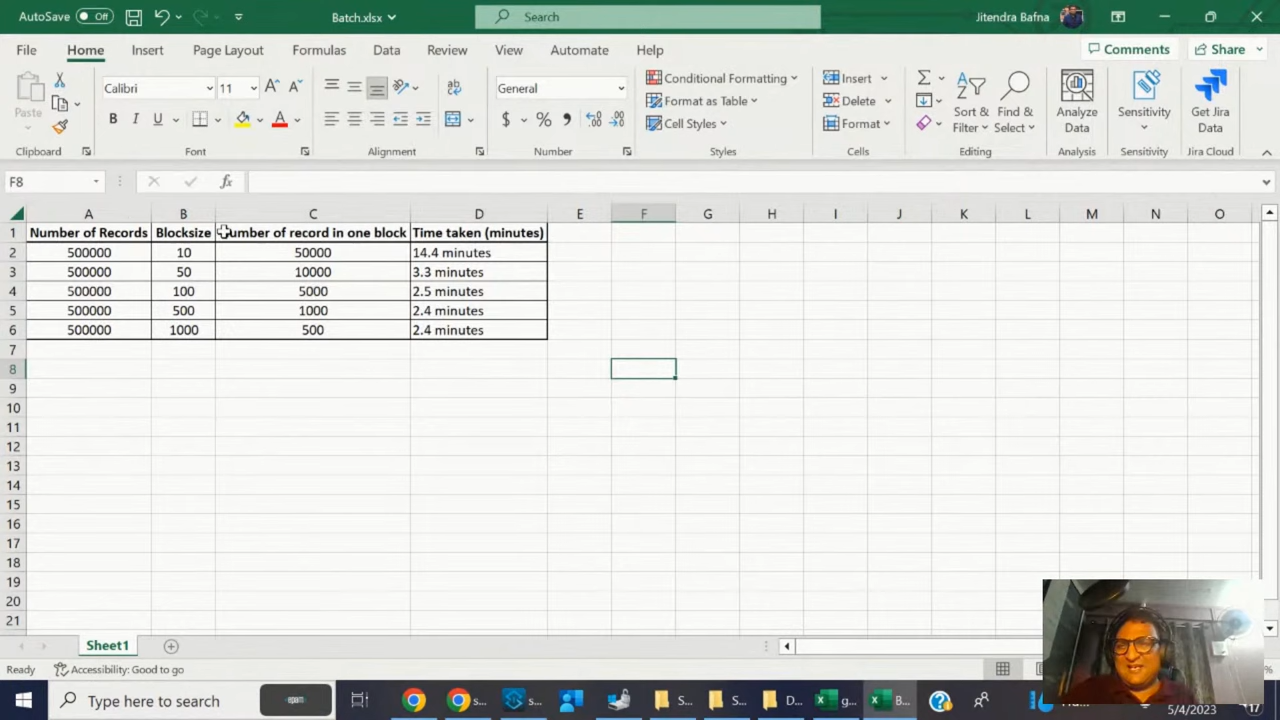 AutoSave Off Batch.xlsx Search Jitendra Bafna
File Home Insert Page Layout Formulas Data Review View Automate Help Comments Share
Paste Calibri 11 General Conditional Formatting Format as Table Cell Styles Insert Delete Format Sort & Filter Find & Select Analyze Data Sensitivity Get Jira Data
Clipboard Font Alignment Number Styles Cells Editing Analysis Sensitivity Jira Cloud
F8 fx
A B C D E F G H I J K L M N O
1 Number of Records Blocksize umber of record in one block Time taken (minutes)
2 500000 10 50000 14.4 minutes
3 500000 50 10000 3.3 minutes
4 500000 100 5000 2.5 minutes
5 500000 500 1000 2.4 minutes
6 500000 1000 500 2.4 minutes
7
8
9
10
11
12
13
14
15
16
17
18
19
20
21
Sheet1
Ready Accessibility: Good to go %
Type here to search s... s... S... S... D... g... B...
5/4/2023 17